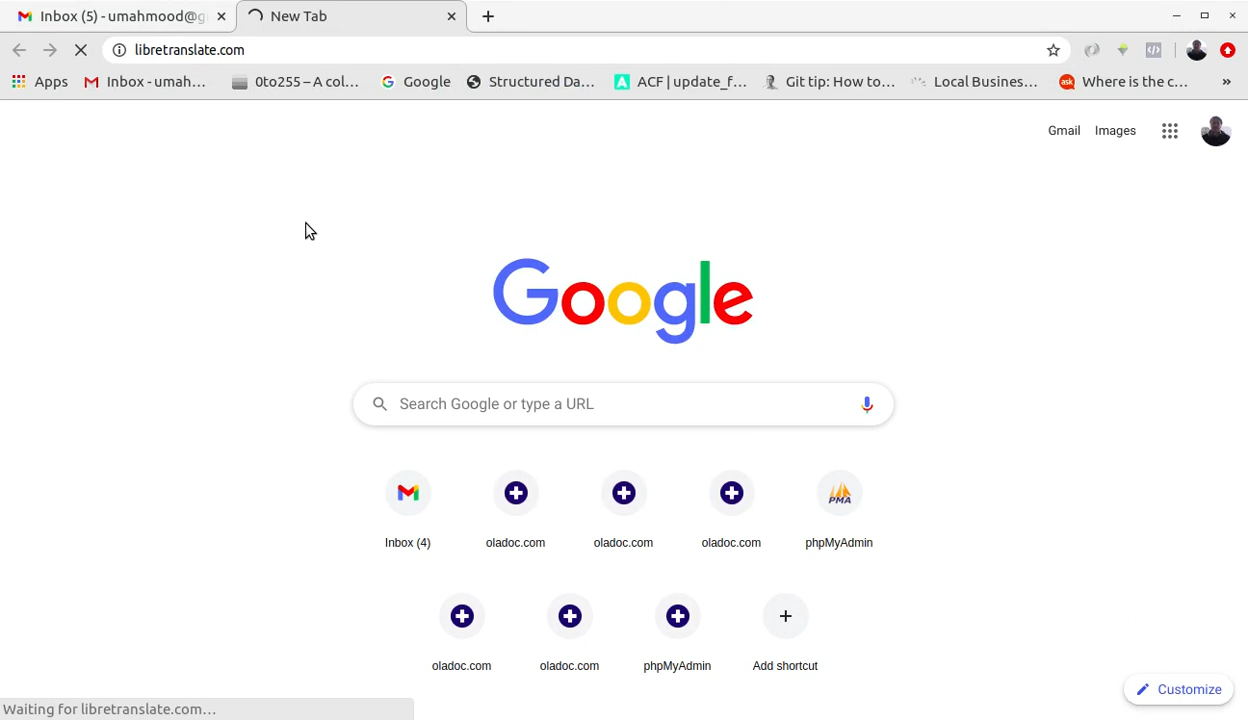 Inbox (5) - umahmood@g
New Tab
libretranslate.com
Apps
Inbox - umah...
0to255 – A col...
Google
Structured Da...
ACF | update_f...
Git tip: How to...
Local Busines...
ask
Where is the c...
»
Gmail
Images
Google
Search Google or type a URL
PMA
Inbox (4)
oladoc.com
oladoc.com
oladoc.com
phpMyAdmin
oladoc.com
oladoc.com
phpMyAdmin
Add shortcut
Customize
Waiting for libretranslate.com...